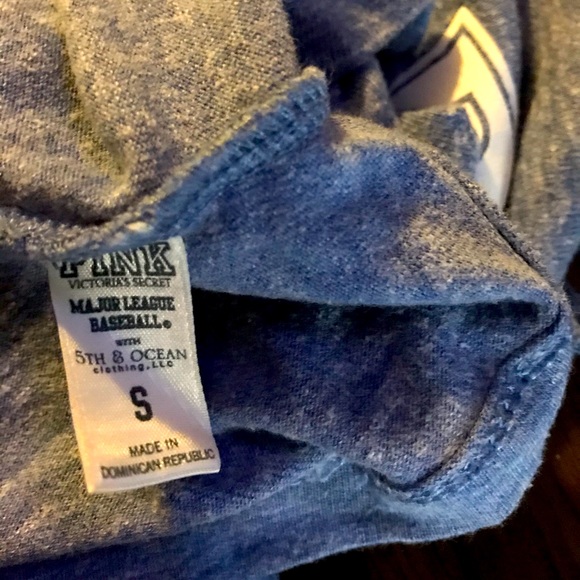 PINK
VICTORIA'S SECRET
MAJOR LEAGUE
BASEBALL®
WITH
5TH & OCEAN
clothing, LLC
S
MADE IN
DOMINICAN REPUBLIC